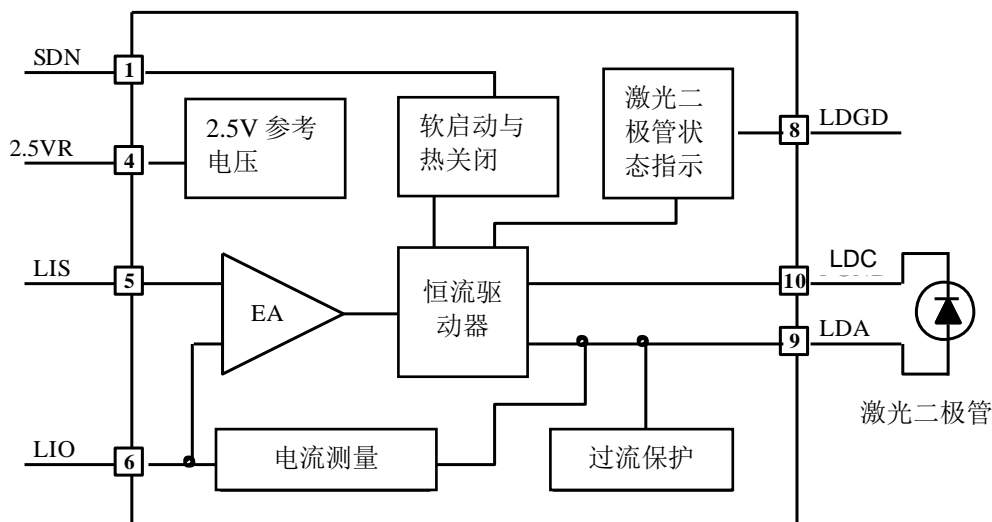 SDN
1
2.5VR
4
2.5V 参考
电压
软启动与
热关闭
激光二
极管状
态指示
8
LDGD
LIS
5
EA
恒流驱
动器
10
LDC
9
LDA
激光二极管
LIO
6
电流测量
过流保护